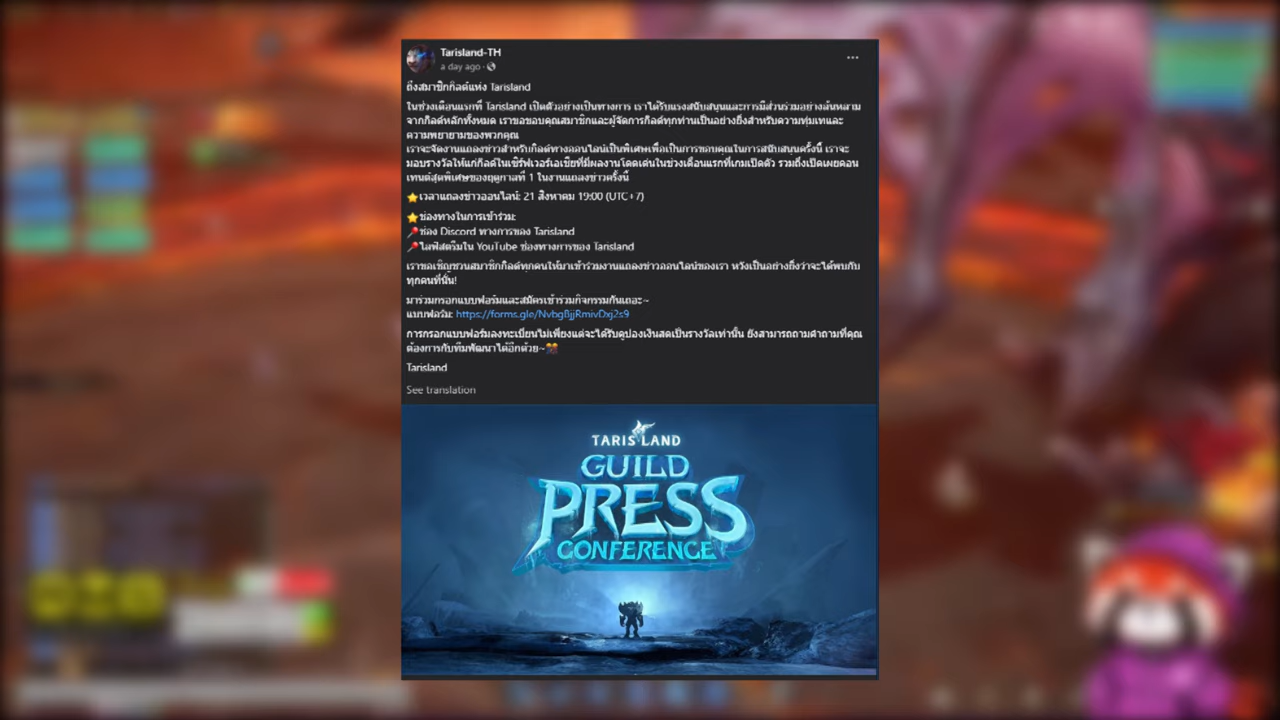 Tarisland-TH
a day ago ·
ถึงสมาชิกกิลด์แห่ง Tarisland
ในช่วงเดือนแรกที่ Tarisland เปิดตัวอย่างเป็นทางการ เราได้รับแรงสนับสนุนและการมีส่วนร่วมอย่างล้นหลาม
จากกิลด์หลักทั้งหมด เราขอขอบคุณสมาชิกและผู้จัดการกิลด์ทุกท่านเป็นอย่างยิ่งสำหรับความทุ่มเทและ
ความพยายามของพวกคุณ
เราจะจัดงานแถลงข่าวสำหรับกิลด์ทางออนไลน์เป็นพิเศษเพื่อเป็นการขอบคุณในการสนับสนุนครั้งนี้ เราจะ
มอบรางวัลให้แก่กิลด์ในเซิร์ฟเวอร์เอเชียที่มีผลงานโดดเด่นในช่วงเดือนแรกที่เกมเปิดตัว รวมถึงเปิดเผยคอน
เทนต์สุดพิเศษของฤดูกาลที่ 1 ในงานแถลงข่าวครั้งนี้
⭐เวลาแถลงข่าวออนไลน์: 21 สิงหาคม 19:00 (UTC+7)
⭐ช่องทางในการเข้าร่วม:
📍ช่อง Discord ทางการของ Tarisland
📍ไลฟ์สตรีมใน YouTube ช่องทางการของ Tarisland
เราขอเชิญชวนสมาชิกกิลด์ทุกคนให้มาเข้าร่วมงานแถลงข่าวออนไลน์ของเรา หวังเป็นอย่างยิ่งว่าจะได้พบกับ
ทุกคนที่นั่น!
มาร่วมกรอกแบบฟอร์มและสมัครเข้าร่วมกิจกรรมกันเถอะ~
แบบฟอร์ม: https://forms.gle/NvbgBjjRmivDxj2s9
การกรอกแบบฟอร์มลงทะเบียนไม่เพียงแต่จะได้รับคูปองเงินสดเป็นรางวัลเท่านั้น ยังสามารถถามคำถามที่คุณ
ต้องการกับทีมพัฒนาได้อีกด้วย~🎊
Tarisland
See translation
TARISLAND
GUILD
PRESS
CONFERENCE